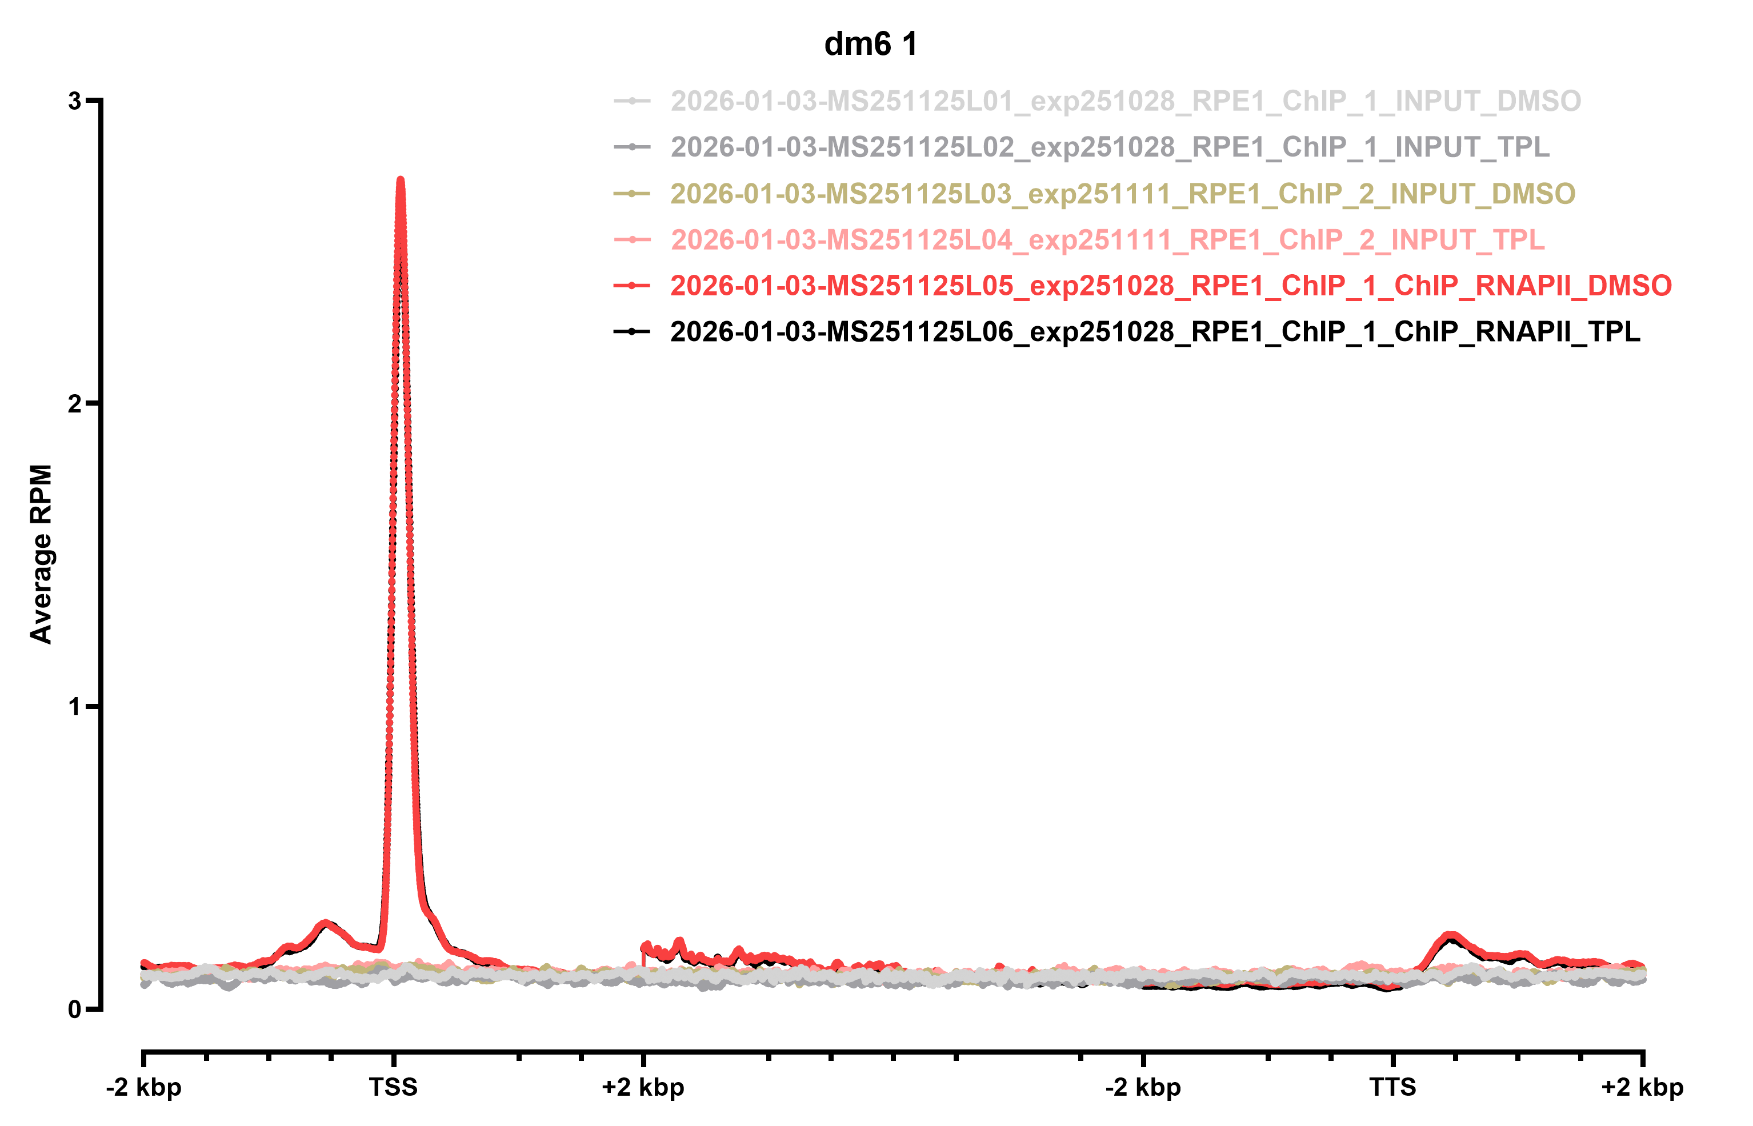 dm6 1
2026-01-03-MS251125L01_exp251028_RPE1_ChIP_1_INPUT_DMSO
2026-01-03-MS251125L02_exp251028_RPE1_ChIP_1_INPUT_TPL
2026-01-03-MS251125L03_exp251111_RPE1_ChIP_2_INPUT_DMSO
2026-01-03-MS251125L04_exp251111_RPE1_ChIP_2_INPUT_TPL
2026-01-03-MS251125L05_exp251028_RPE1_ChIP_1_ChIP_RNAPII_DMSO
2026-01-03-MS251125L06_exp251028_RPE1_ChIP_1_ChIP_RNAPII_TPL
Average RPM
3
2
1
0
-2 kbp TSS +2 kbp -2 kbp TTS +2 kbp